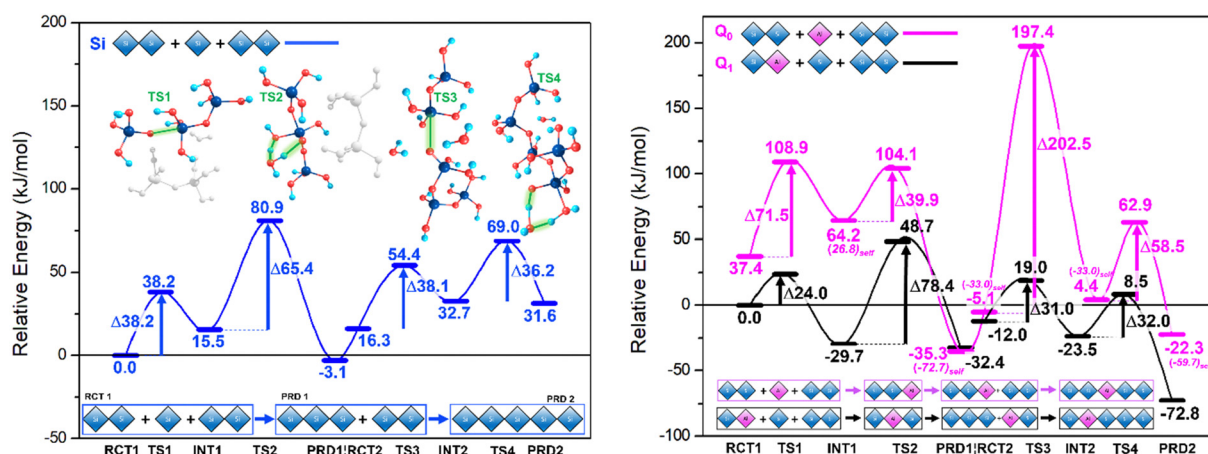 200
150
100
50
0
-50
Relative Energy (kJ/mol)
Si
+
+
TS1
TS2
TS3
TS4
80.9
69.0
54.4
38.2
Δ65.4
Δ38.1
Δ36.2
Δ38.2
32.7
31.6
15.5
16.3
0.0
-3.1
RCT 1
PRD 1
PRD 2
RCT1 TS1 INT1 TS2 PRD1 RCT2 TS3 INT2 TS4 PRD2
200
150
100
50
0
-50
-100
Relative Energy (kJ/mol)
Q0
+
+
Q1
+
+
197.4
108.9
104.1
Δ202.5
Δ71.5
Δ39.9
64.2
(26.8)self
62.9
Δ58.5
48.7
37.4
Δ24.0
Δ78.4
(-33.0)self
-5.1
19.0
(-33.0)self
4.4
8.5
0.0
Δ31.0
Δ32.0
-12.0
-29.7
-35.3
(-72.7)self
-32.4
-23.5
-22.3
(-59.7)self
-72.8
RCT1 TS1 INT1 TS2 PRD1 RCT2 TS3 INT2 TS4 PRD2